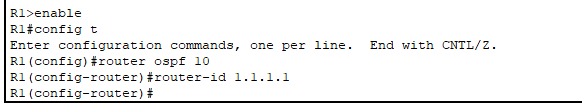 R1>enable
R1#config t
Enter configuration commands, one per line.  End with CNTL/Z.
R1(config)#router ospf 10
R1(config-router)#router-id 1.1.1.1
R1(config-router)#